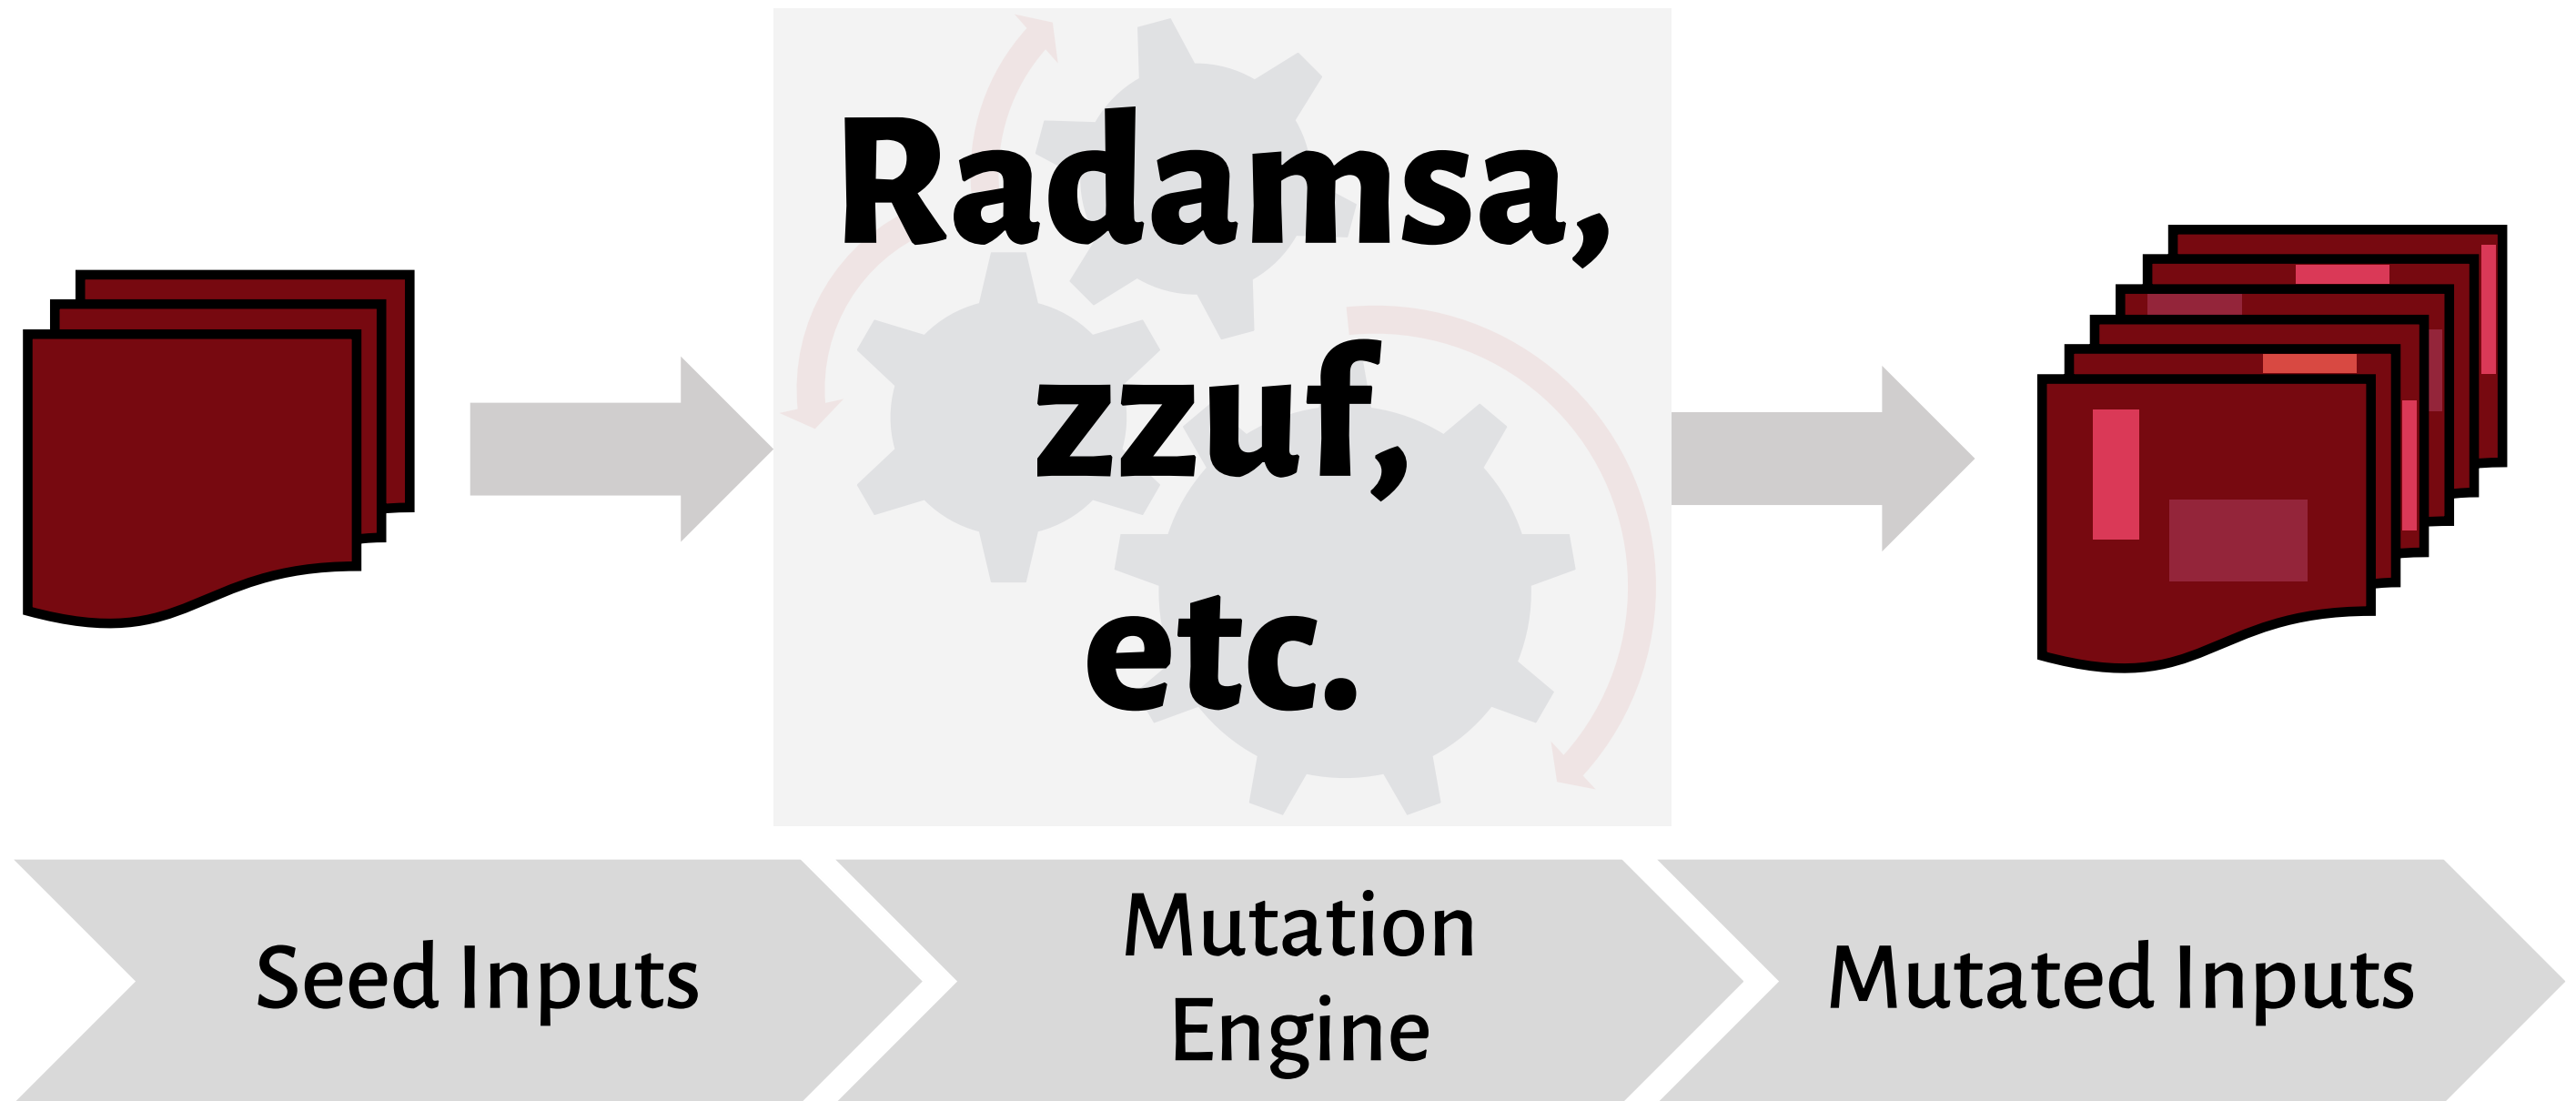 Radamsa,
zzuf,
etc.
Seed Inputs
Mutation
Engine
Mutated Inputs